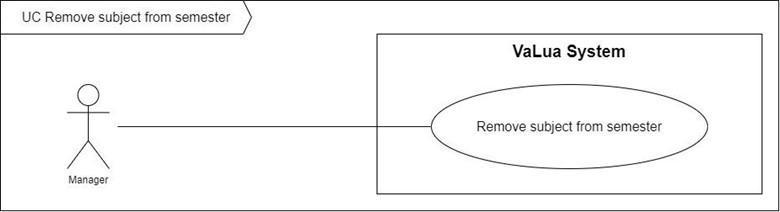 UC Remove subject from semester
VaLua System
Remove subject from semester
Manager